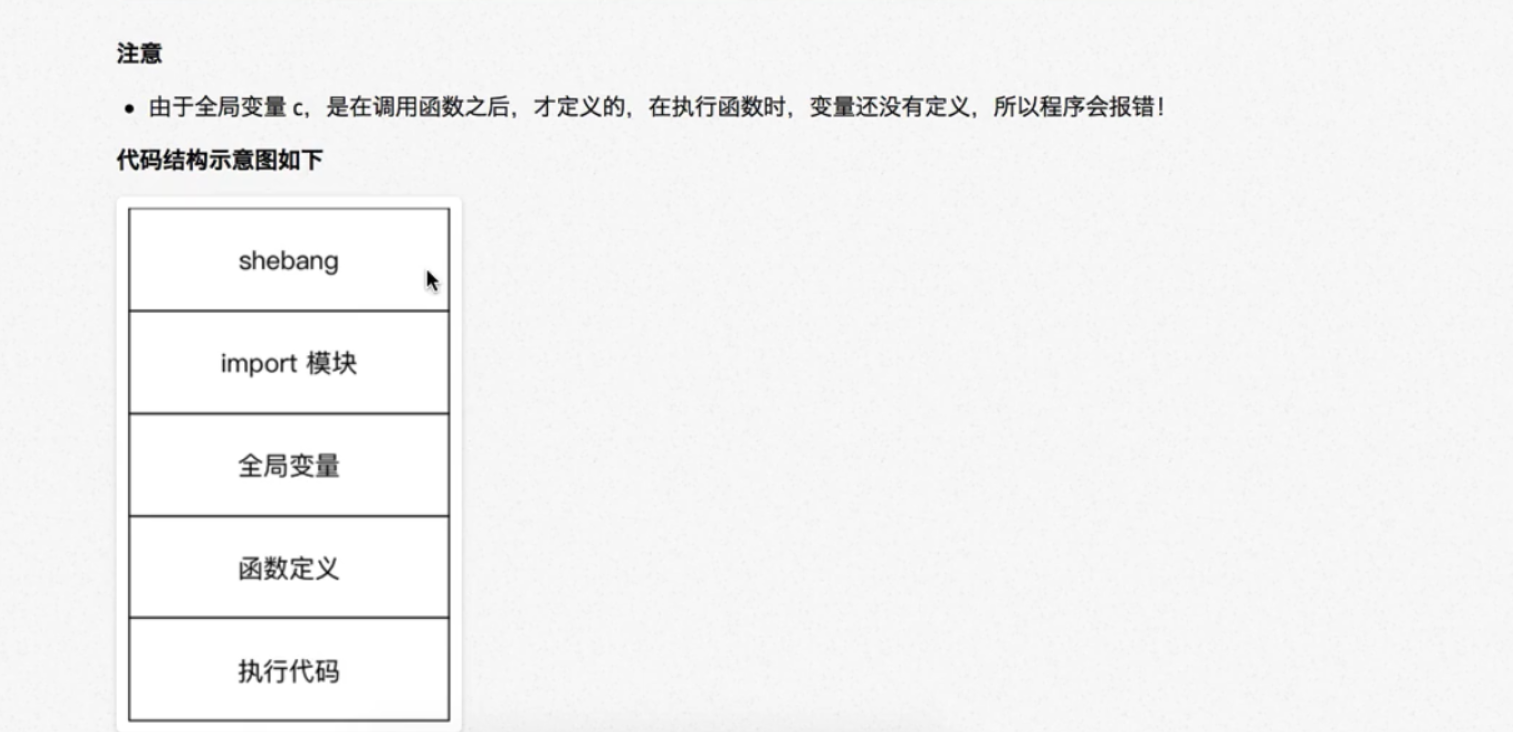 注意
• 由于全局变量 c，是在调用函数之后，才定义的，在执行函数时，变量还没有定义，所以程序会报错！
代码结构示意图如下
shebang
import 模块
全局变量
函数定义
执行代码